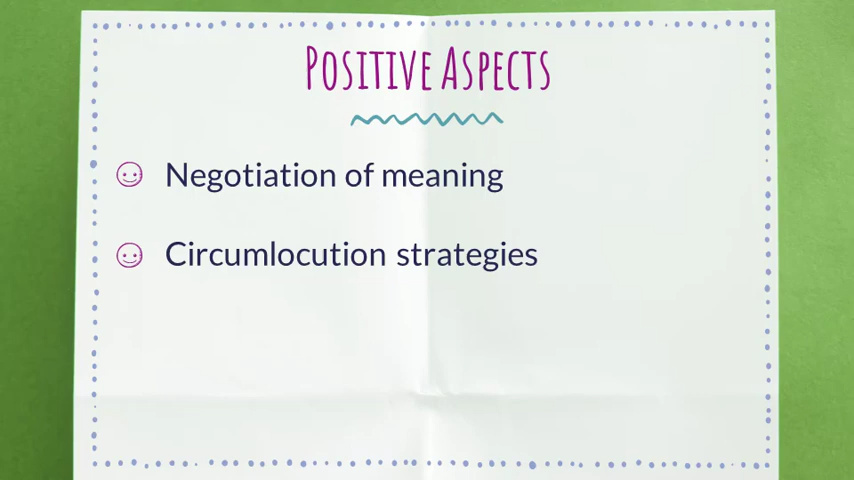 Positive Aspects
Negotiation of meaning
Circumlocution strategies